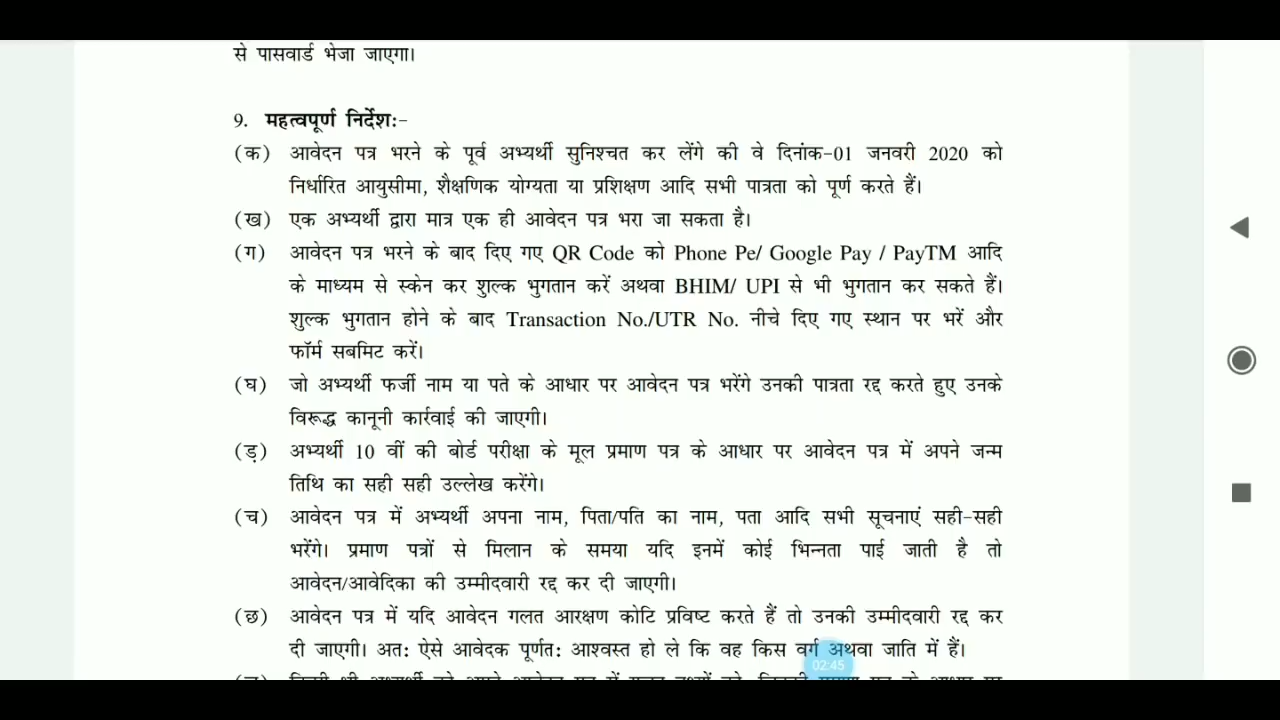 से पासवार्ड भेजा जाएगा।
9. महत्वपूर्ण निर्देश:-
(क) आवेदन पत्र भरने के पूर्व अभ्यर्थी सुनिश्चत कर लेंगे की वे दिनांक-01 जनवरी 2020 को
निर्धारित आयुसीमा, शैक्षणिक योग्यता या प्रशिक्षण आदि सभी पात्रता को पूर्ण करते हैं।
(ख) एक अभ्यर्थी द्वारा मात्र एक ही आवेदन पत्र भरा जा सकता है।
(ग) आवेदन पत्र भरने के बाद दिए गए QR Code को Phone Pe/ Google Pay / PayTM आदि
के माध्यम से स्केन कर शुल्क भुगतान करें अथवा BHIM/ UPI से भी भुगतान कर सकते हैं।
शुल्क भुगतान होने के बाद Transaction No./UTR No. नीचे दिए गए स्थान पर भरें और
फॉर्म सबमिट करें।
(घ) जो अभ्यर्थी फर्जी नाम या पते के आधार पर आवेदन पत्र भरेंगे उनकी पात्रता रद्द करते हुए उनके
विरूद्ध कानूनी कार्रवाई की जाएगी।
(ड़) अभ्यर्थी 10 वीं की बोर्ड परीक्षा के मूल प्रमाण पत्र के आधार पर आवेदन पत्र में अपने जन्म
तिथि का सही सही उल्लेख करेंगे।
(च) आवेदन पत्र में अभ्यर्थी अपना नाम, पिता/पति का नाम, पता आदि सभी सूचनाएं सही-सही
भरेंगे। प्रमाण पत्रों से मिलान के समया यदि इनमें कोई भिन्नता पाई जाती है तो
आवेदन/आवेदिका की उम्मीदवारी रद्द कर दी जाएगी।
(छ) आवेदन पत्र में यदि आवेदन गलत आरक्षण कोटि प्रविष्ट करते हैं तो उनकी उम्मीदवारी रद्द कर
दी जाएगी। अत: ऐसे आवेदक पूर्णत: आश्वस्त हो ले कि वह किस वर्ग अथवा जाति में हैं।
02:45